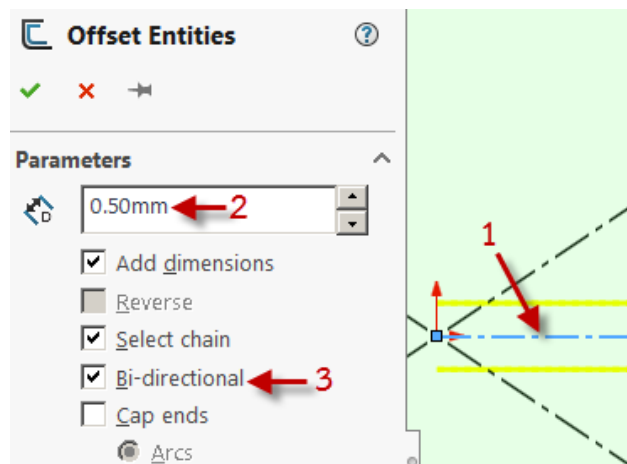 Offset Entities
Parameters
D
0.50mm 2
Add dimensions
Reverse
Select chain
Bi-directional 3
Cap ends
Arcs
1